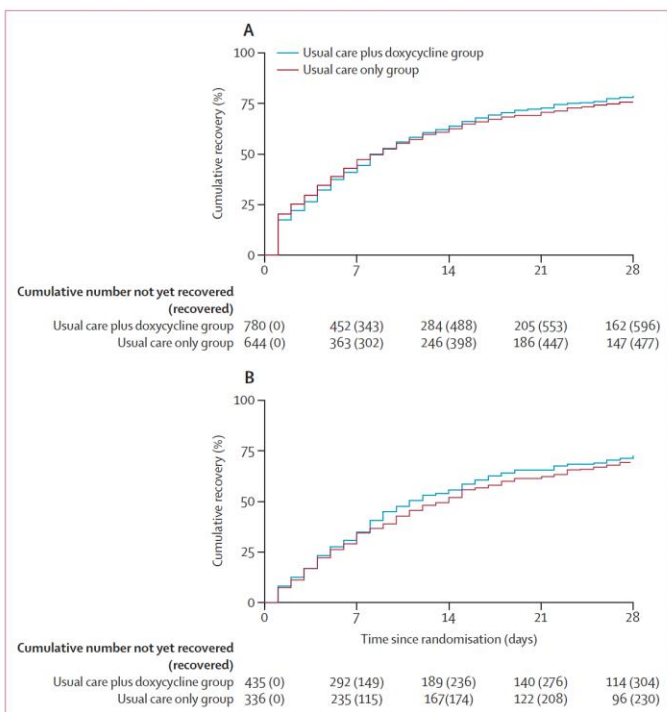 A
100
Usual care plus doxycycline group
Usual care only group
75
50
25
0
Cumulative recovery (%)
0 7 14 21 28
Cumulative number not yet recovered
(recovered)
Usual care plus doxycycline group 780 (0) 452 (343) 284 (488) 205 (553) 162 (596)
Usual care only group 644 (0) 363 (302) 246 (398) 186 (447) 147 (477)
B
100
75
50
25
0
Cumulative recovery (%)
0 7 14 21 28
Time since randomisation (days)
Cumulative number not yet recovered
(recovered)
Usual care plus doxycycline group 435 (0) 292 (149) 189 (236) 140 (276) 114 (304)
Usual care only group 336 (0) 235 (115) 167(174) 122 (208) 96 (230)